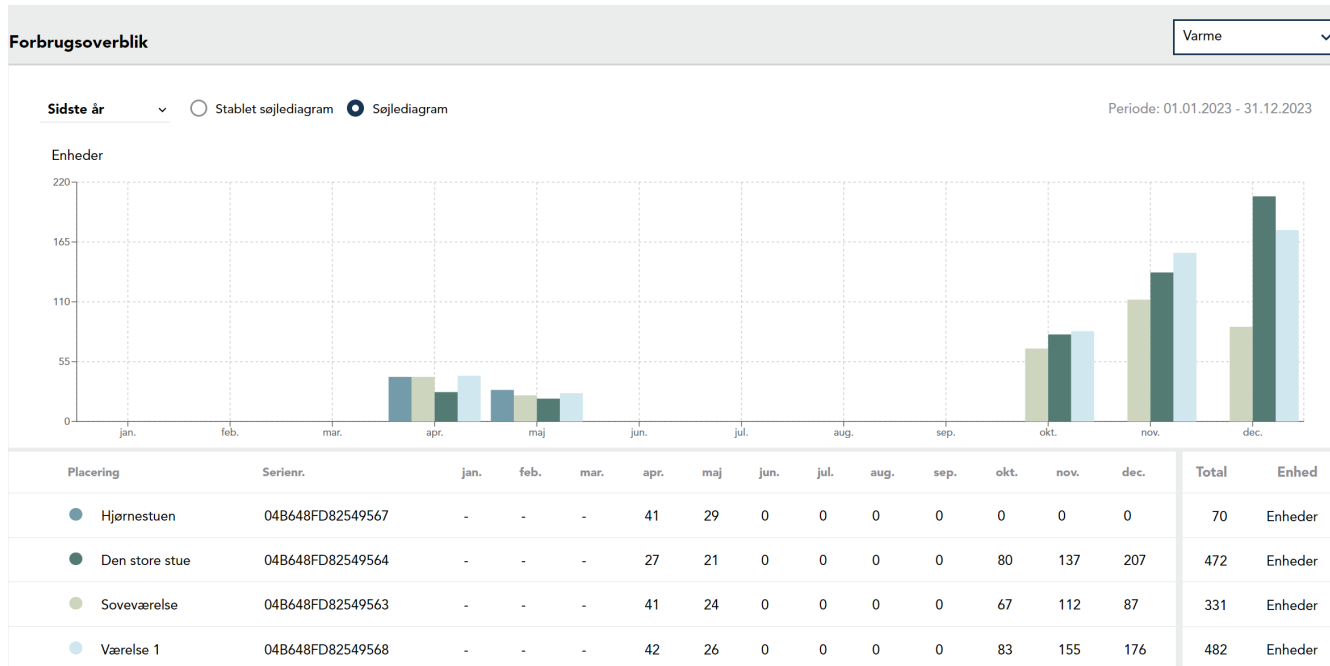 Forbrugsoverblik
Varme
Sidste år Stablet søjlediagram Søjlediagram Periode: 01.01.2023 - 31.12.2023
Enheder
220
165
110
55
0
jan. feb. mar. apr. maj jun. jul. aug. sep. okt. nov. dec.
Placering Serienr. jan. feb. mar. apr. maj jun. jul. aug. sep. okt. nov. dec. Total Enhed
Hjørnestuen 04B648FD82549567 - - - 41 29 0 0 0 0 0 0 0 70 Enheder
Den store stue 04B648FD82549564 - - - 27 21 0 0 0 0 80 137 207 472 Enheder
Soveværelse 04B648FD82549563 - - - 41 24 0 0 0 0 67 112 87 331 Enheder
Værelse 1 04B648FD82549568 - - - 42 26 0 0 0 0 83 155 176 482 Enheder